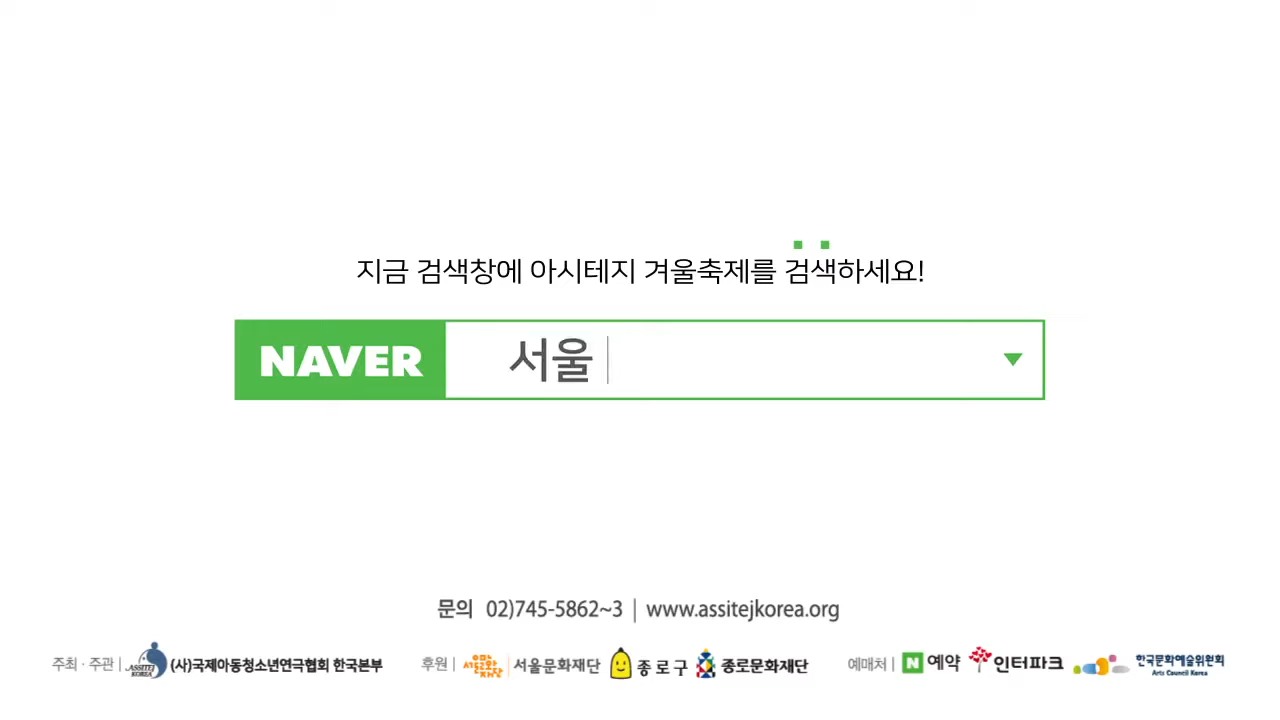 지금 검색창에 아시테지 겨울축제를 검색하세요!
NAVER 서울
문의 02)745-5862~3 | www.assitejkorea.org
주최·주관 | ASSITEJ KOREA (사)국제아동청소년연극협회 한국본부 후원 | 서울문화재단 종로구 종로문화재단 예매처 | N 예약 인터파크 한국문화예술위원회 Arts Council Korea